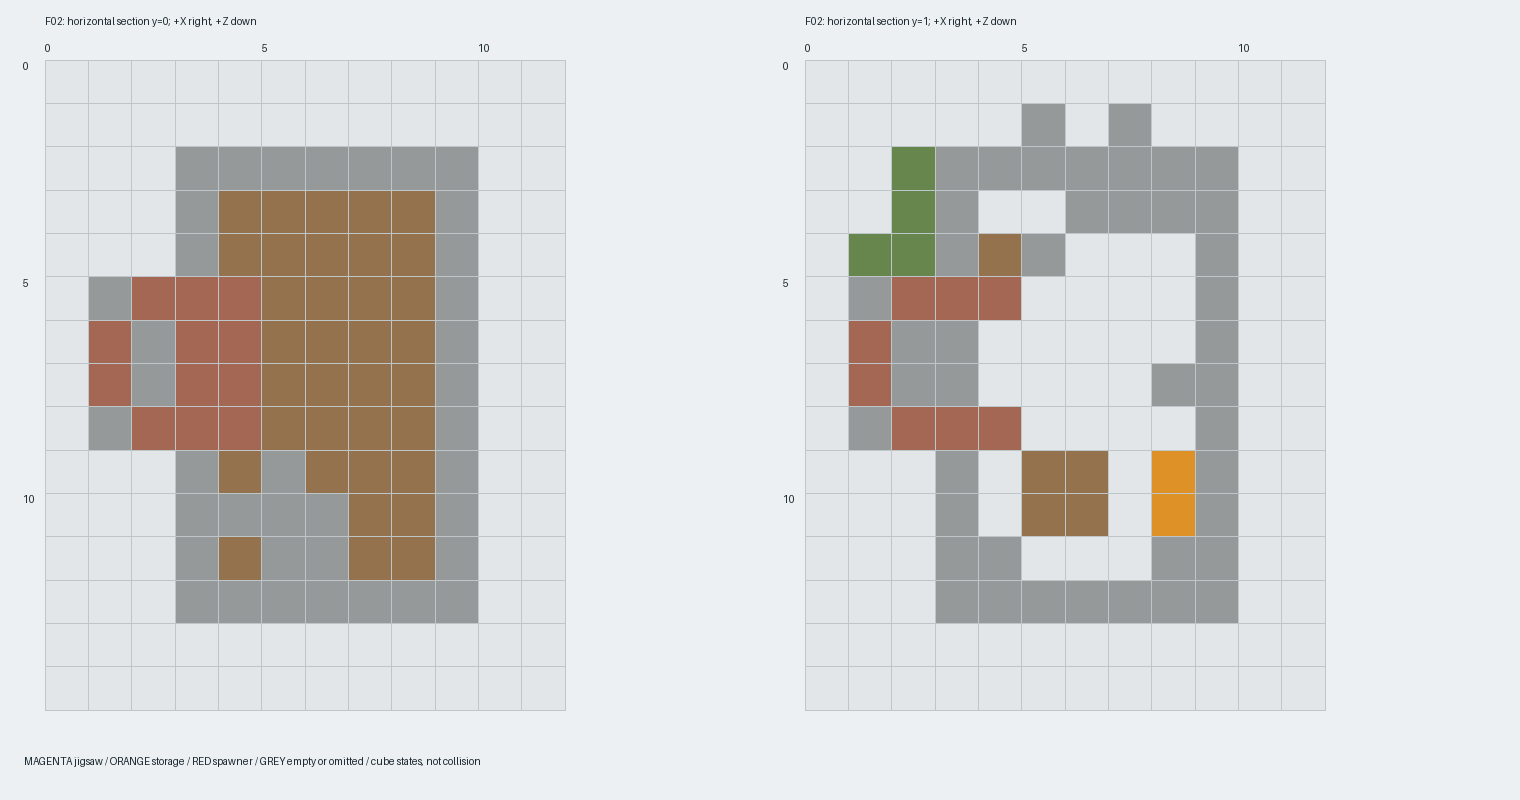 F02: horizontal section y=0; +X right, +Z down
F02: horizontal section y=1; +X right, +Z down
0 5 10
0 5 10
0 0
5 5
10 10
MAGENTA jigsaw / ORANGE storage / RED spawner / GREY empty or omitted / cube states, not collision